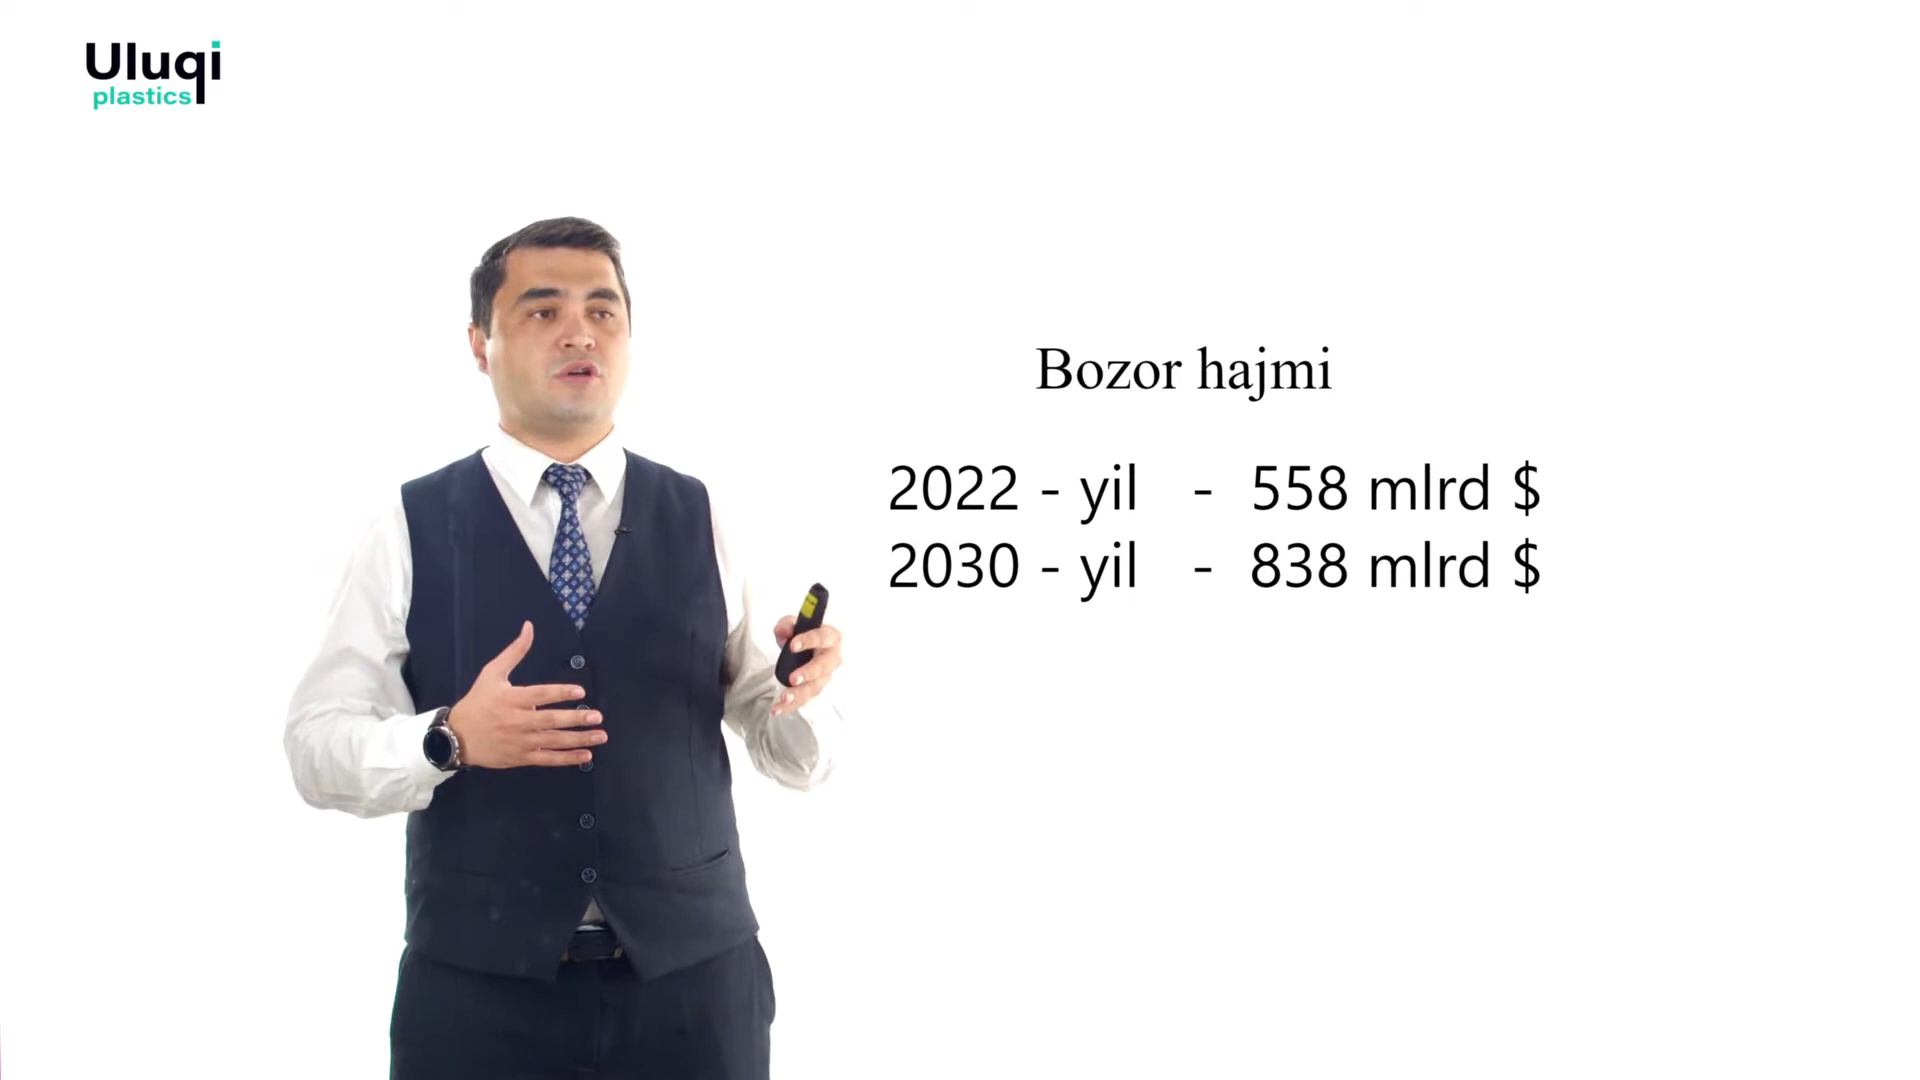 Uluqi
plastics
Bozor hajmi
2022 - yil - 558 mlrd $
2030 - yil - 838 mlrd $